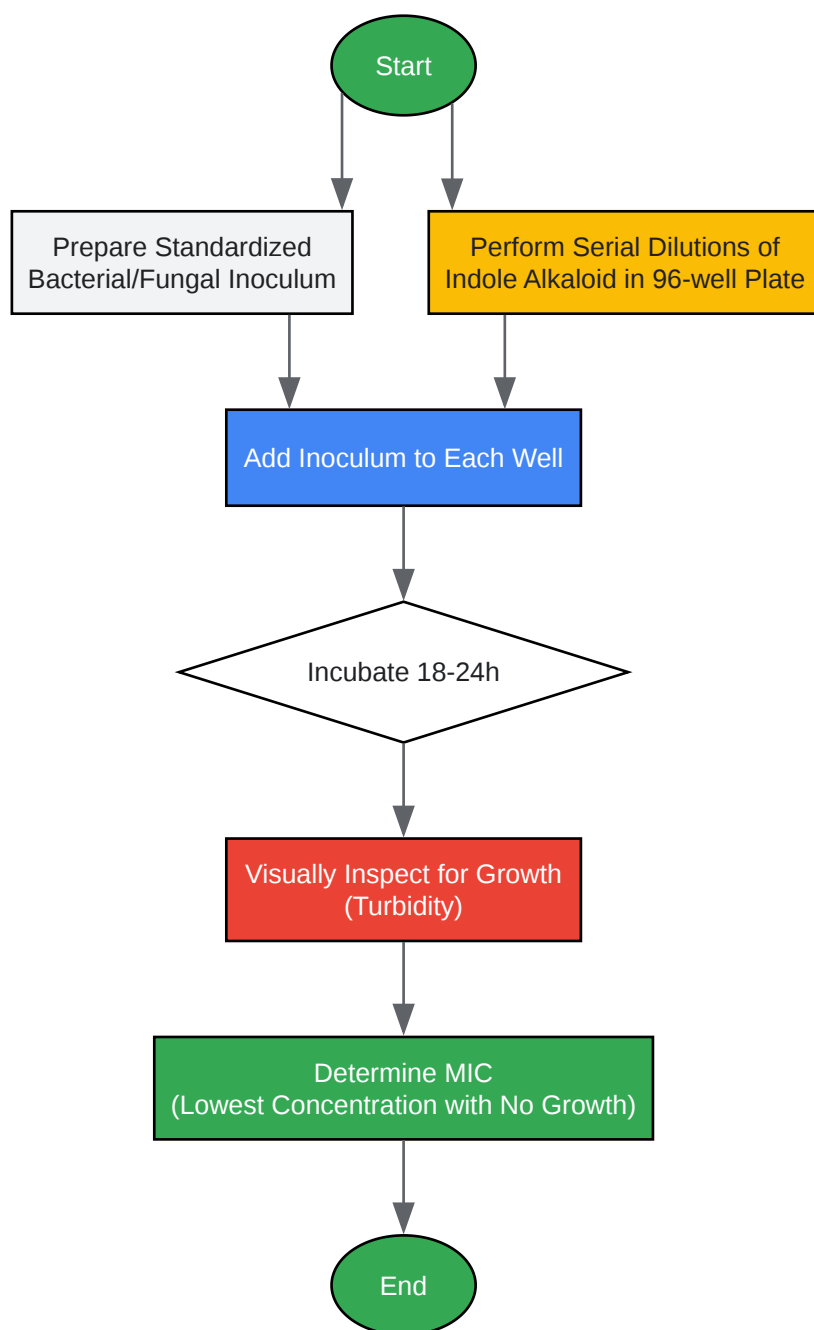 Start
Prepare Standardized
Bacterial/Fungal Inoculum
Perform Serial Dilutions of
Indole Alkaloid in 96-well Plate
Add Inoculum to Each Well
Incubate 18-24h
Visually Inspect for Growth
(Turbidity)
Determine MIC
(Lowest Concentration with No Growth)
End